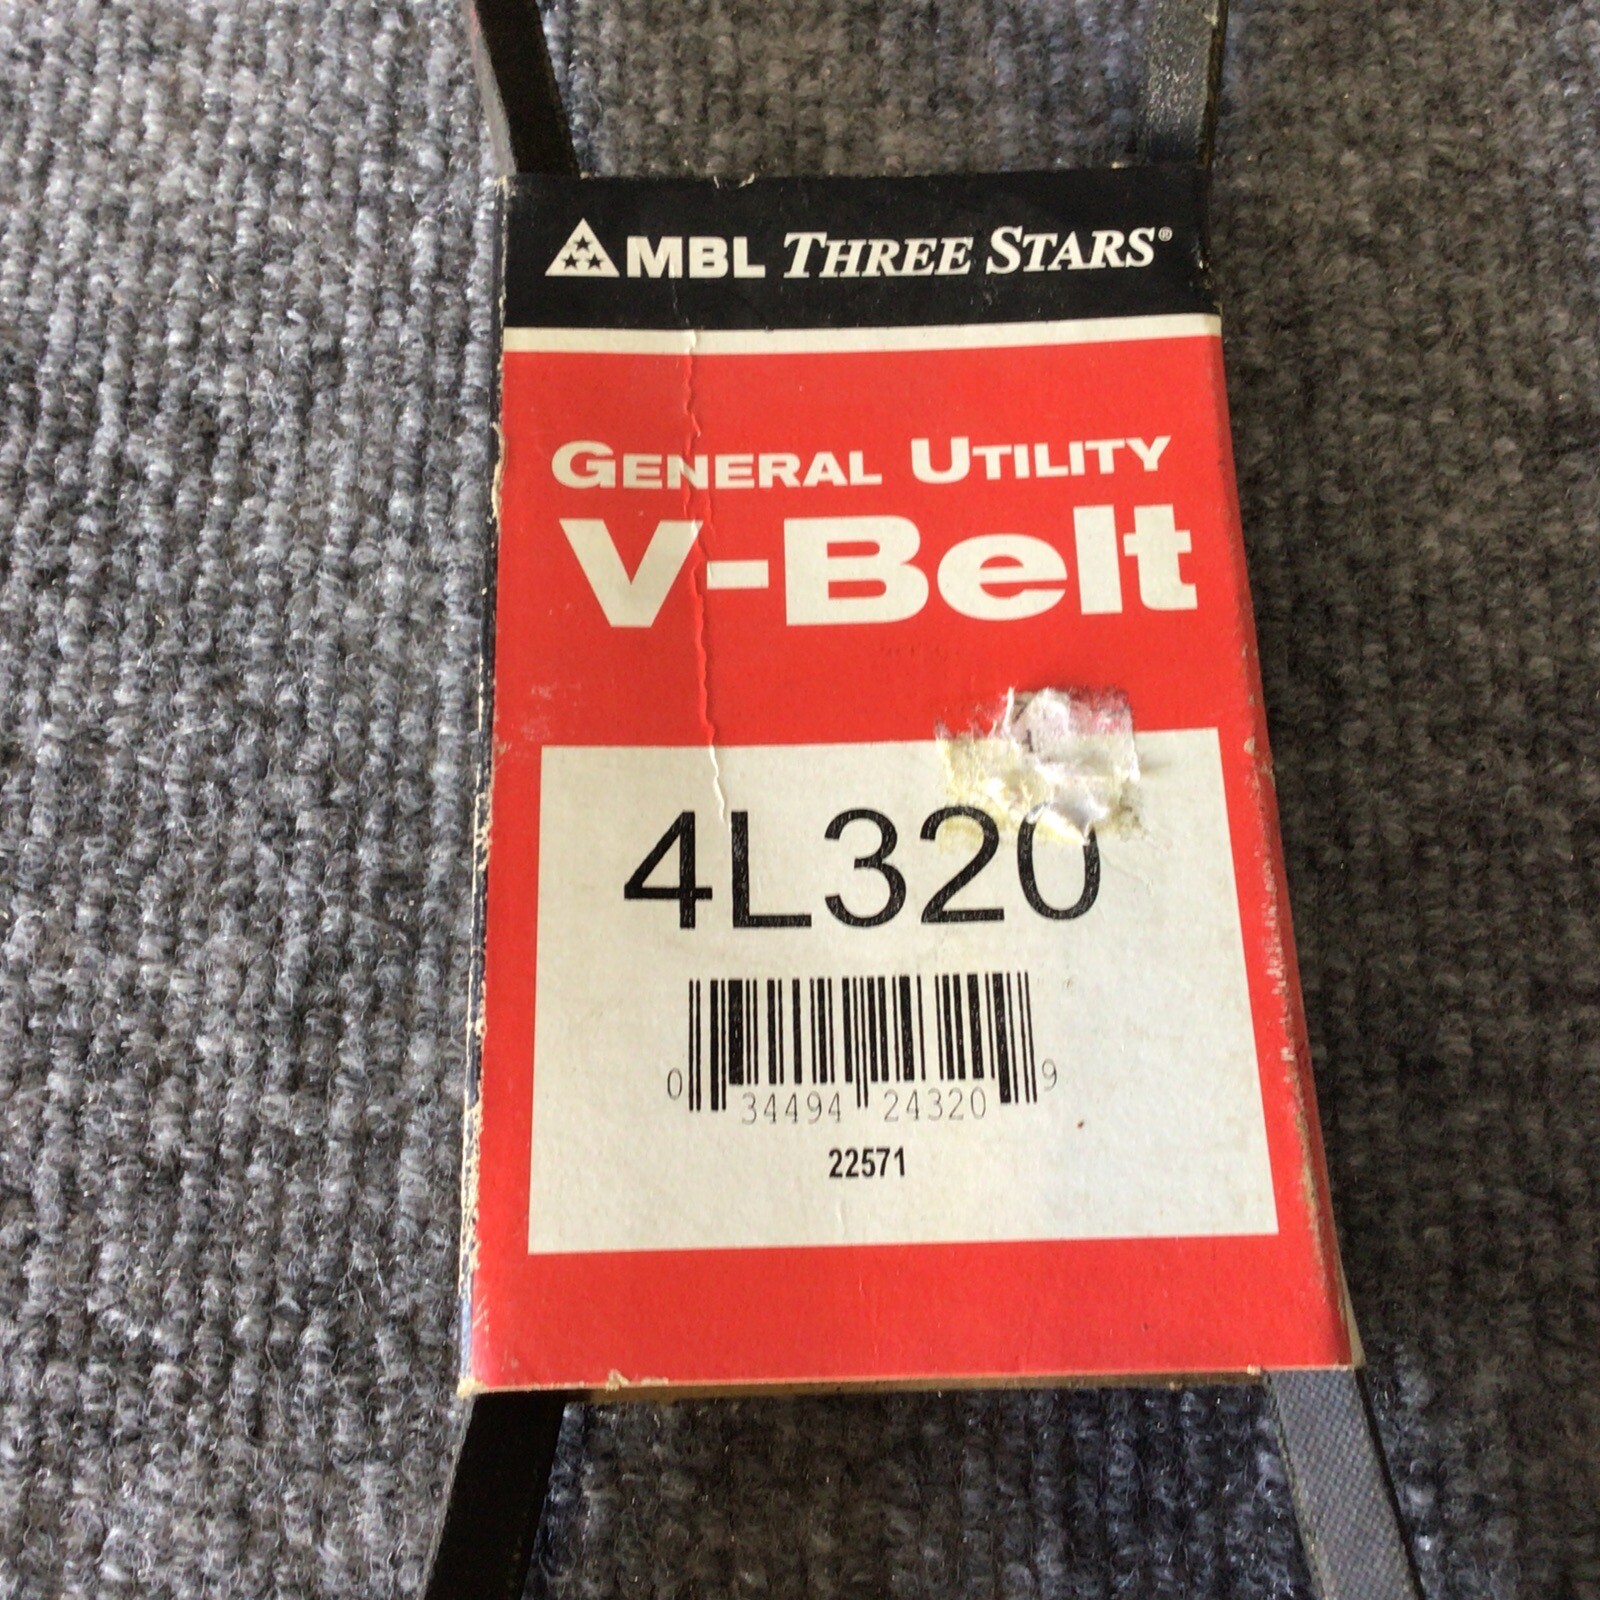 MBL THREE STARS®
GENERAL UTILITY
V-Belt
4L320
0 34494 24320 9
22571